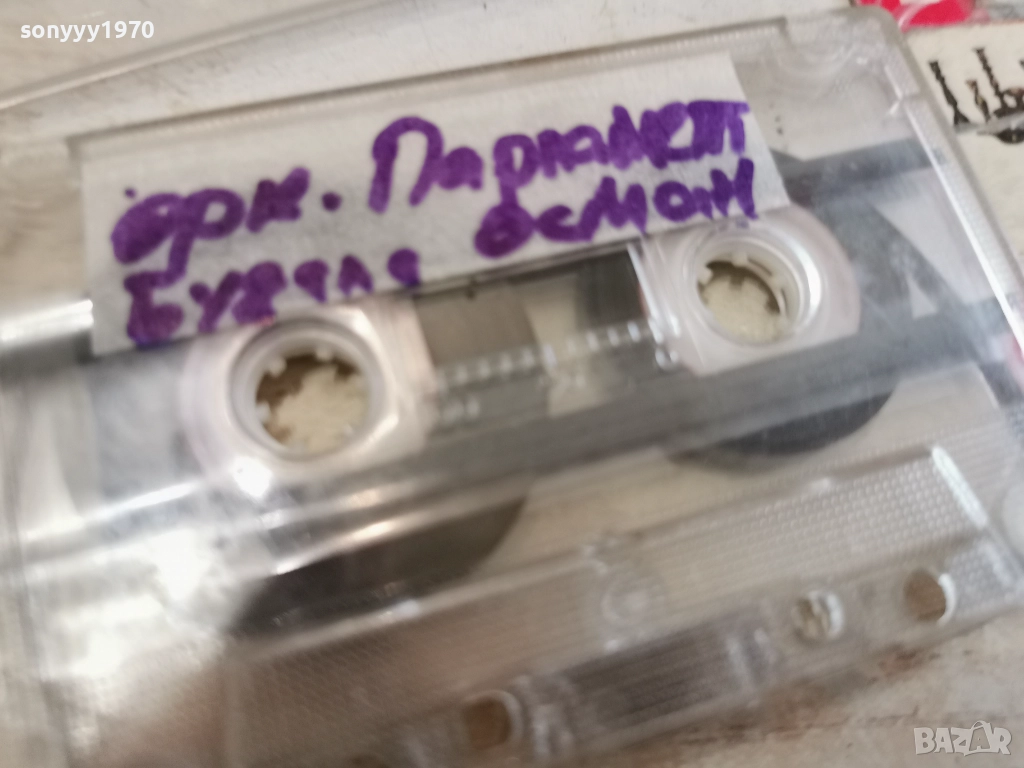 sonyyy1970
орк. Парламент
осман
BAZAR